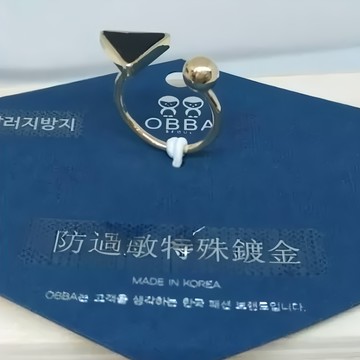 러지방지
OBBA
SEOUL
防過敏特殊鍍金
MADE IN KOREA
OBBA는 고객을 생각하는 한국 패션 브랜드입니다.